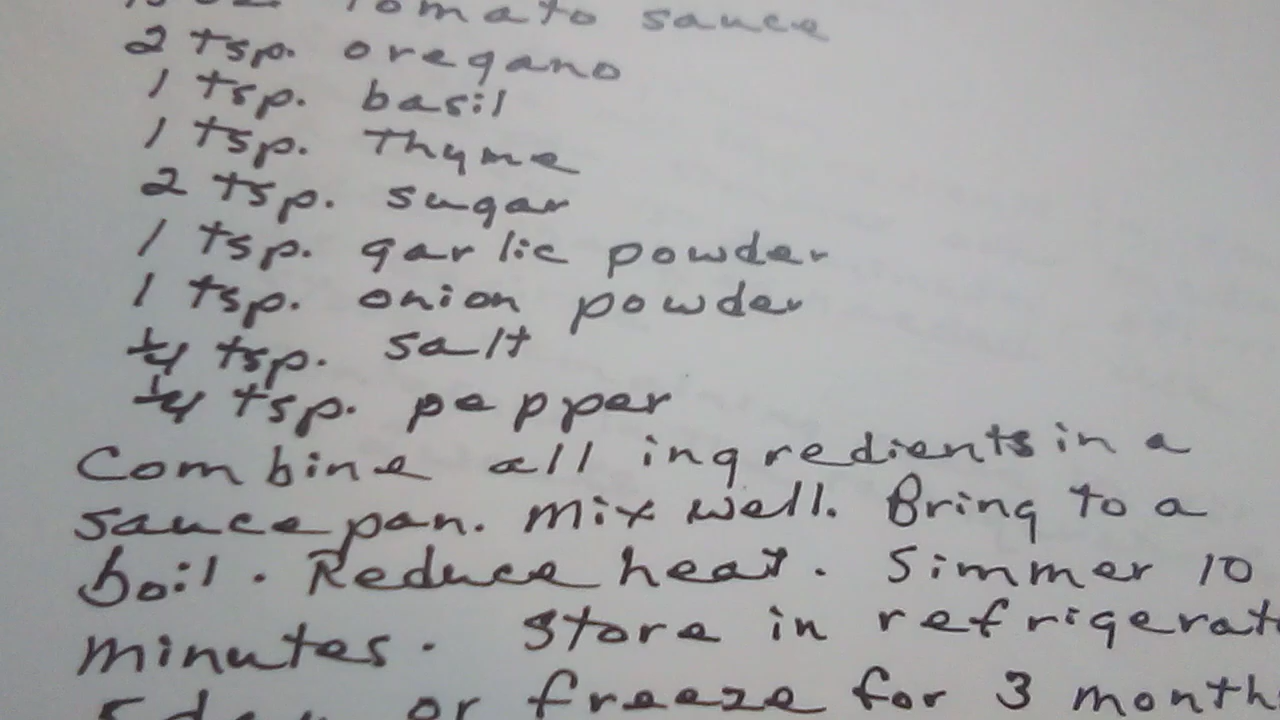 Tomato sauce
2 tsp. oregano
1 tsp. basil
1 tsp. Thyme
2 tsp. sugar
1 tsp. garlic powder
1 tsp. onion powder
1/4 tsp. salt
1/4 tsp. pepper
Combine all ingredients in a
saucepan. Mix well. Bring to a
boil. Reduce heat. Simmer 10
minutes. Store in refrigerat
or freeze for 3 month